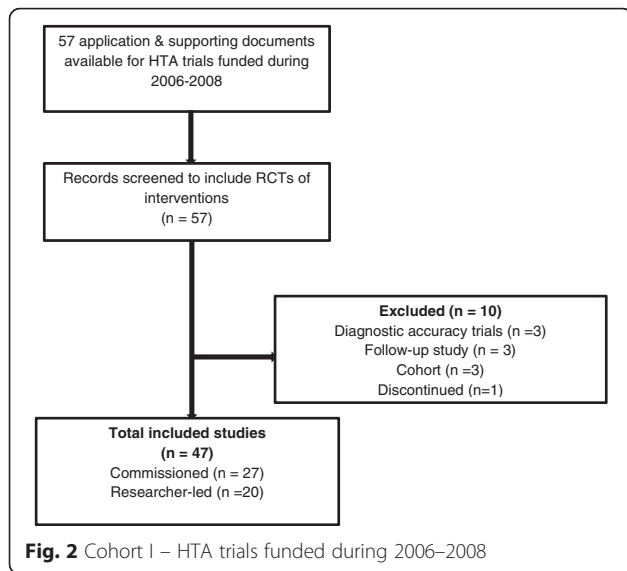 57 application & supporting documents
available for HTA trials funded during
2006-2008
Records screened to include RCTs of
interventions
(n = 57)
Excluded (n = 10)
Diagnostic accuracy trials (n =3)
Follow-up study (n = 3)
Cohort (n =3)
Discontinued (n=1)
Total included studies
(n = 47)
Commissioned (n = 27)
Researcher-led (n =20)
Fig. 2 Cohort I – HTA trials funded during 2006–2008